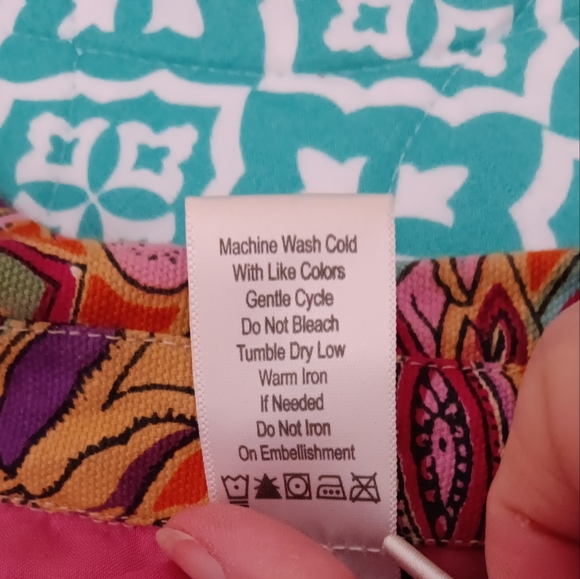 Machine Wash Cold
With Like Colors
Gentle Cycle
Do Not Bleach
Tumble Dry Low
Warm Iron
If Needed
Do Not Iron
On Embellishment